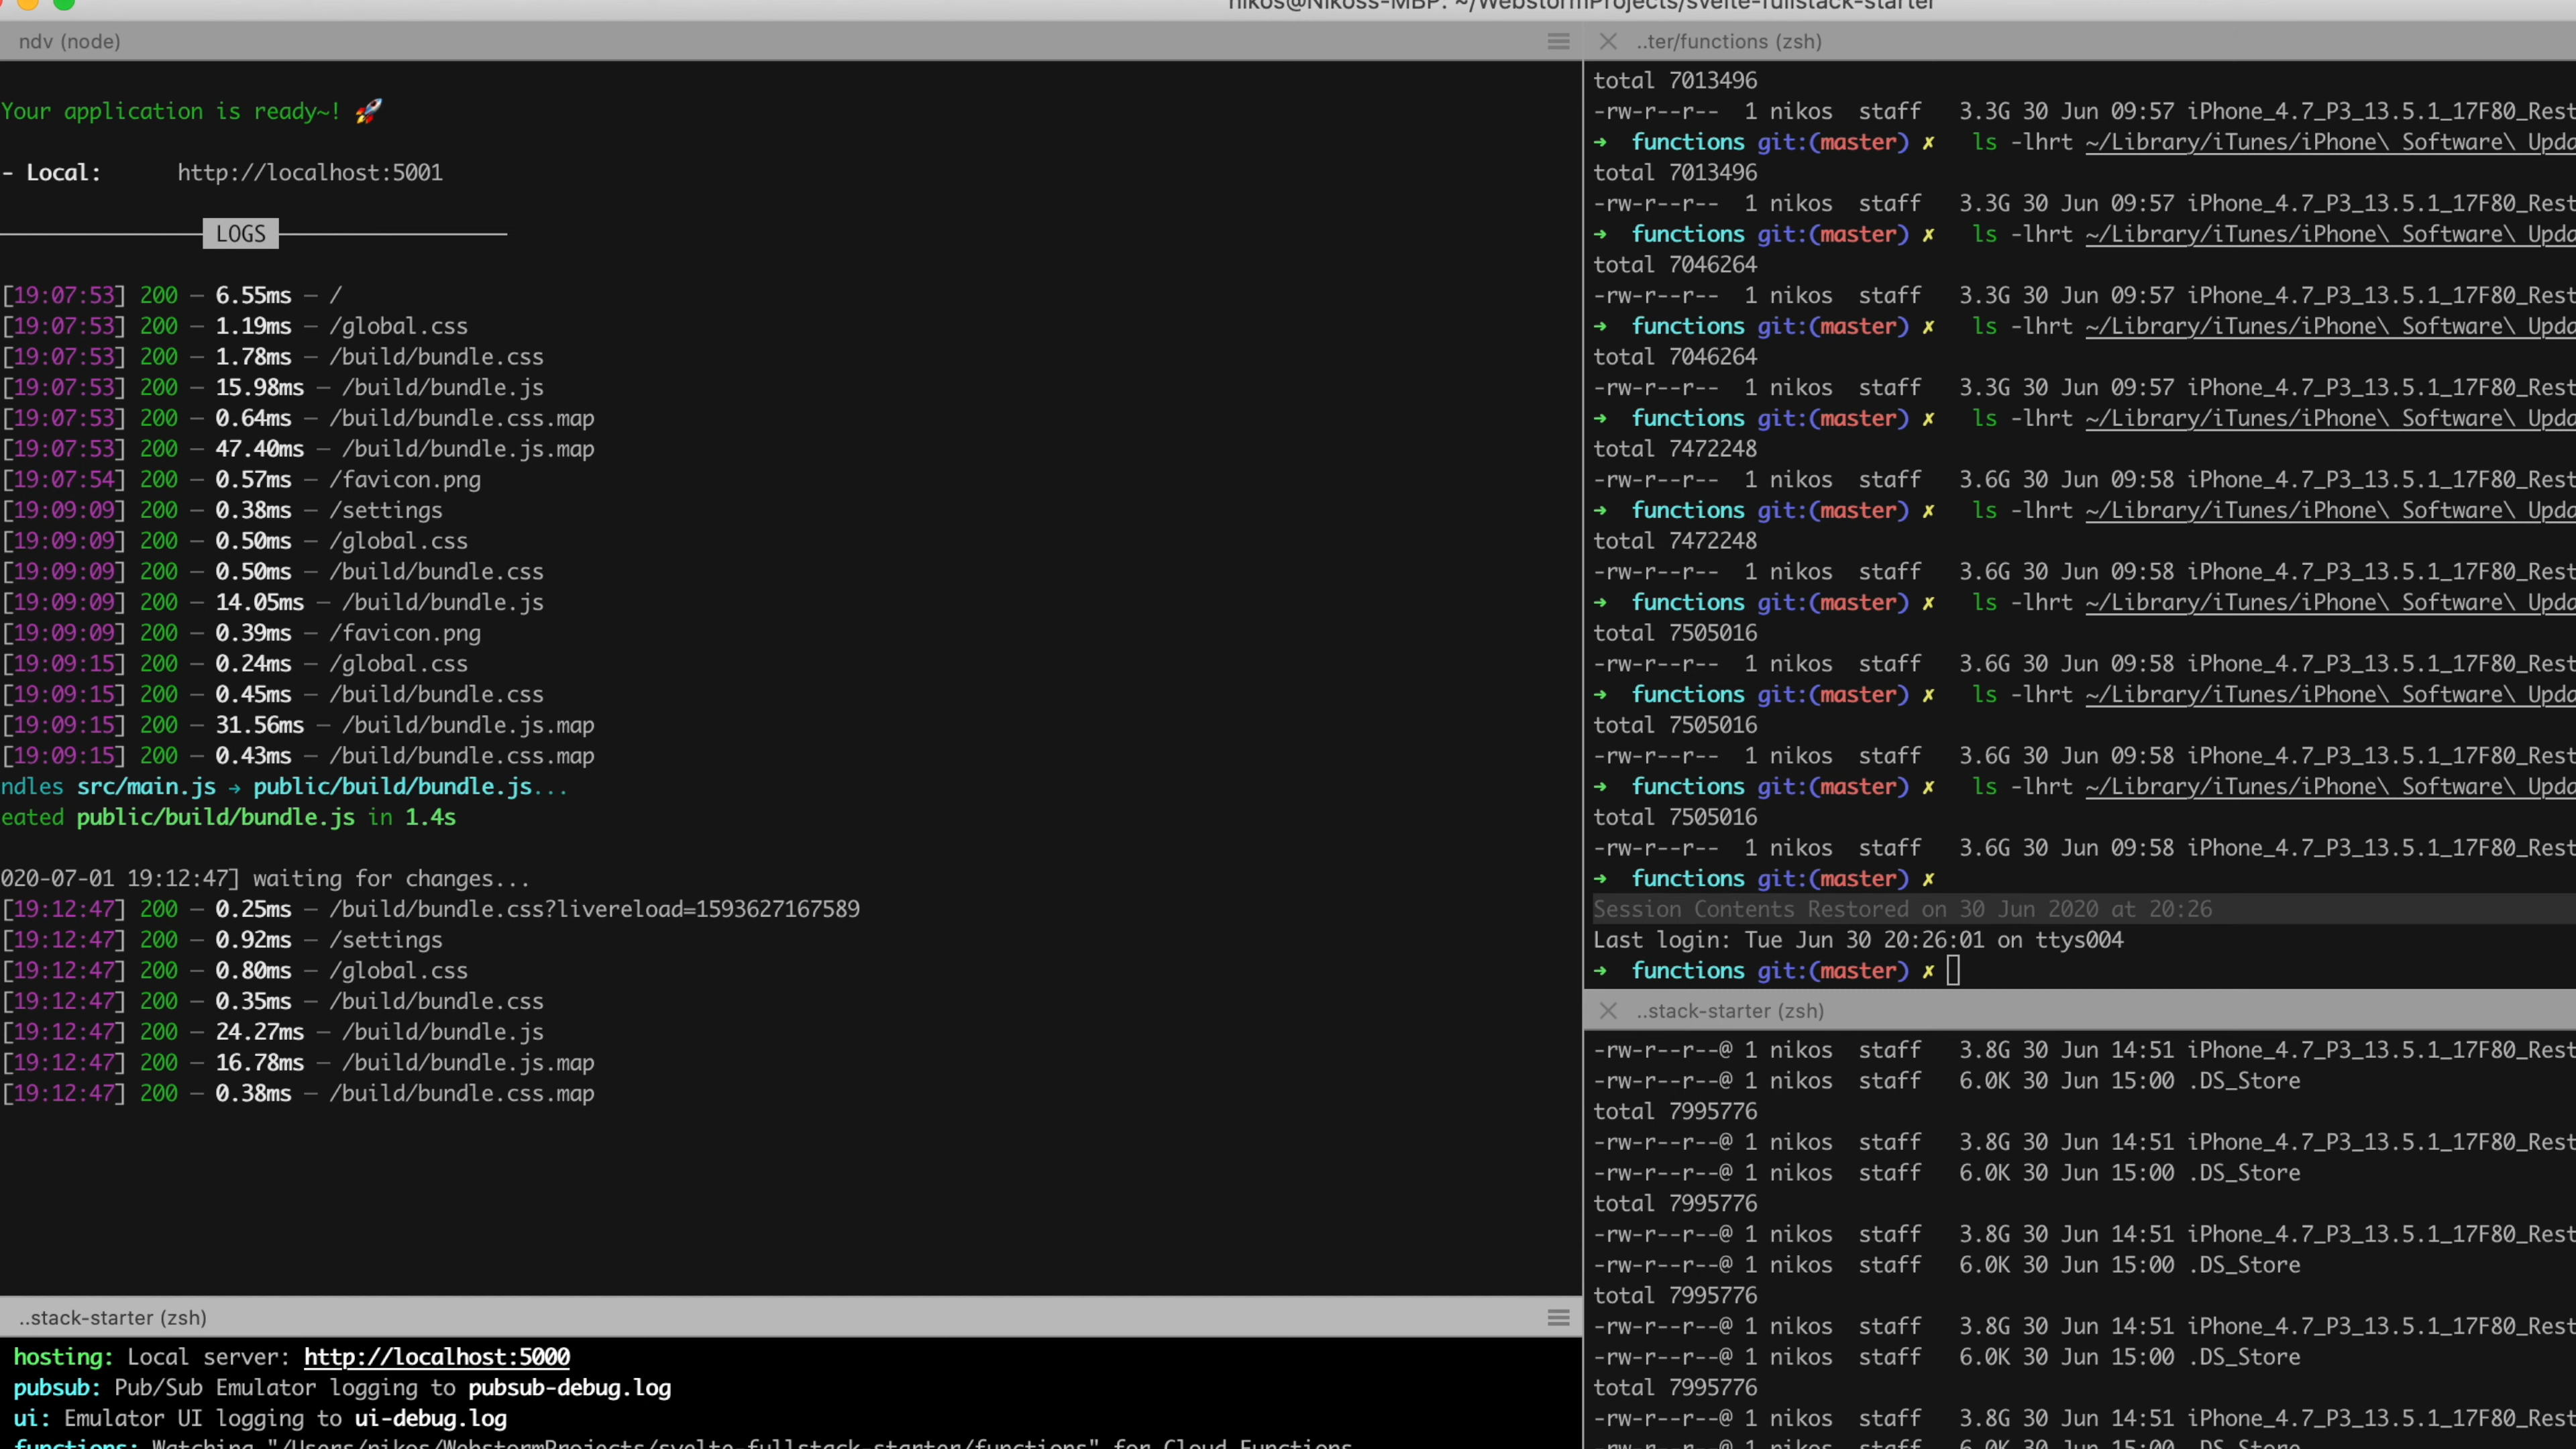 nikos@Nikoss-MBP: ~/WebstormProjects/svelte-fullstack-starter
ndv (node)
Your application is ready~! 🚀
- Local: http://localhost:5001
LOGS
[19:07:53] 200 — 6.55ms — /
[19:07:53] 200 — 1.19ms — /global.css
[19:07:53] 200 — 1.78ms — /build/bundle.css
[19:07:53] 200 — 15.98ms — /build/bundle.js
[19:07:53] 200 — 0.64ms — /build/bundle.css.map
[19:07:53] 200 — 47.40ms — /build/bundle.js.map
[19:07:54] 200 — 0.57ms — /favicon.png
[19:09:09] 200 — 0.38ms — /settings
[19:09:09] 200 — 0.50ms — /global.css
[19:09:09] 200 — 0.50ms — /build/bundle.css
[19:09:09] 200 — 14.05ms — /build/bundle.js
[19:09:09] 200 — 0.39ms — /favicon.png
[19:09:15] 200 — 0.24ms — /global.css
[19:09:15] 200 — 0.45ms — /build/bundle.css
[19:09:15] 200 — 31.56ms — /build/bundle.js.map
[19:09:15] 200 — 0.43ms — /build/bundle.css.map
ndles src/main.js → public/build/bundle.js...
eated public/build/bundle.js in 1.4s
020-07-01 19:12:47] waiting for changes...
[19:12:47] 200 — 0.25ms — /build/bundle.css?livereload=1593627167589
[19:12:47] 200 — 0.92ms — /settings
[19:12:47] 200 — 0.80ms — /global.css
[19:12:47] 200 — 0.35ms — /build/bundle.css
[19:12:47] 200 — 24.27ms — /build/bundle.js
[19:12:47] 200 — 16.78ms — /build/bundle.js.map
[19:12:47] 200 — 0.38ms — /build/bundle.css.map
..stack-starter (zsh)
hosting: Local server: http://localhost:5000
pubsub: Pub/Sub Emulator logging to pubsub-debug.log
ui: Emulator UI logging to ui-debug.log
functions: Watching "/Users/nikos/WebstormProjects/svelte-fullstack-starter/functions" for Cloud Functions
..ter/functions (zsh)
total 7013496
-rw-r--r-- 1 nikos staff 3.3G 30 Jun 09:57 iPhone_4.7_P3_13.5.1_17F80_Rest
→ functions git:(master) ✗ ls -lhrt ~/Library/iTunes/iPhone\ Software\ Upda
total 7013496
-rw-r--r-- 1 nikos staff 3.3G 30 Jun 09:57 iPhone_4.7_P3_13.5.1_17F80_Rest
→ functions git:(master) ✗ ls -lhrt ~/Library/iTunes/iPhone\ Software\ Upda
total 7046264
-rw-r--r-- 1 nikos staff 3.3G 30 Jun 09:57 iPhone_4.7_P3_13.5.1_17F80_Rest
→ functions git:(master) ✗ ls -lhrt ~/Library/iTunes/iPhone\ Software\ Upda
total 7046264
-rw-r--r-- 1 nikos staff 3.3G 30 Jun 09:57 iPhone_4.7_P3_13.5.1_17F80_Rest
→ functions git:(master) ✗ ls -lhrt ~/Library/iTunes/iPhone\ Software\ Upda
total 7472248
-rw-r--r-- 1 nikos staff 3.6G 30 Jun 09:58 iPhone_4.7_P3_13.5.1_17F80_Rest
→ functions git:(master) ✗ ls -lhrt ~/Library/iTunes/iPhone\ Software\ Upda
total 7472248
-rw-r--r-- 1 nikos staff 3.6G 30 Jun 09:58 iPhone_4.7_P3_13.5.1_17F80_Rest
→ functions git:(master) ✗ ls -lhrt ~/Library/iTunes/iPhone\ Software\ Upda
total 7505016
-rw-r--r-- 1 nikos staff 3.6G 30 Jun 09:58 iPhone_4.7_P3_13.5.1_17F80_Rest
→ functions git:(master) ✗ ls -lhrt ~/Library/iTunes/iPhone\ Software\ Upda
total 7505016
-rw-r--r-- 1 nikos staff 3.6G 30 Jun 09:58 iPhone_4.7_P3_13.5.1_17F80_Rest
→ functions git:(master) ✗ ls -lhrt ~/Library/iTunes/iPhone\ Software\ Upda
total 7505016
-rw-r--r-- 1 nikos staff 3.6G 30 Jun 09:58 iPhone_4.7_P3_13.5.1_17F80_Rest
→ functions git:(master) ✗
Session Contents Restored on 30 Jun 2020 at 20:26
Last login: Tue Jun 30 20:26:01 on ttys004
→ functions git:(master) ✗
..stack-starter (zsh)
-rw-r--r--@ 1 nikos staff 3.8G 30 Jun 14:51 iPhone_4.7_P3_13.5.1_17F80_Rest
-rw-r--r--@ 1 nikos staff 6.0K 30 Jun 15:00 .DS_Store
total 7995776
-rw-r--r--@ 1 nikos staff 3.8G 30 Jun 14:51 iPhone_4.7_P3_13.5.1_17F80_Rest
-rw-r--r--@ 1 nikos staff 6.0K 30 Jun 15:00 .DS_Store
total 7995776
-rw-r--r--@ 1 nikos staff 3.8G 30 Jun 14:51 iPhone_4.7_P3_13.5.1_17F80_Rest
-rw-r--r--@ 1 nikos staff 6.0K 30 Jun 15:00 .DS_Store
total 7995776
-rw-r--r--@ 1 nikos staff 3.8G 30 Jun 14:51 iPhone_4.7_P3_13.5.1_17F80_Rest
-rw-r--r--@ 1 nikos staff 6.0K 30 Jun 15:00 .DS_Store
total 7995776
-rw-r--r--@ 1 nikos staff 3.8G 30 Jun 14:51 iPhone_4.7_P3_13.5.1_17F80_Rest
-rw-r--r--@ 1 nikos staff 6.0K 30 Jun 15:00 .DS_Store